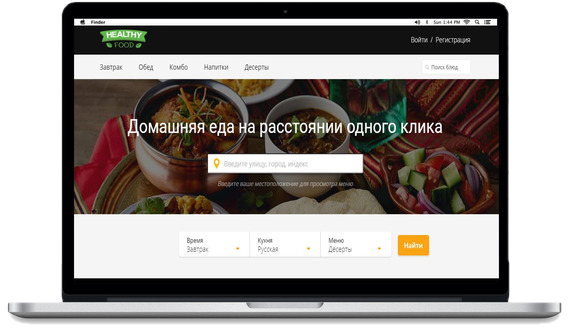 Finder
Sun 1:44 PM
HEALTHY
FOOD
Войти / Регистрация
Завтрак Обед Комбо Напитки Десерты
Поиск блюд
Домашняя еда на расстоянии одного клика
Введите улицу, город, индекс
Введите ваше местоположение для просмотра меню
Время Кухня Меню
Завтрак Русская Десерты
Найти